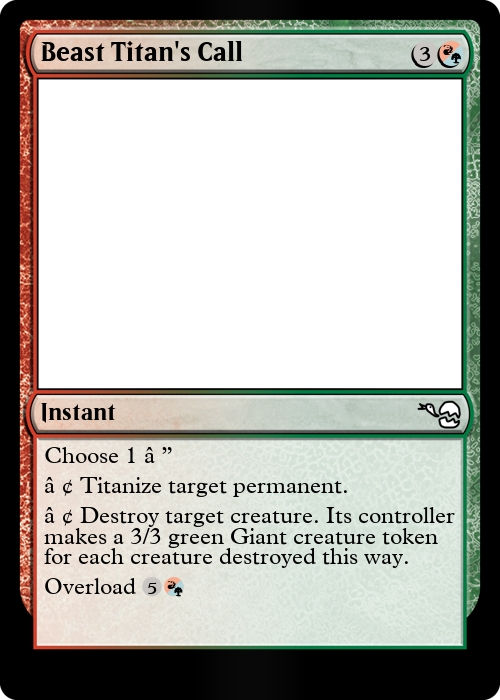 Beast Titan's Call 3
Instant
Choose 1 â ”
â ¢ Titanize target permanent.
â ¢ Destroy target creature. Its controller
makes a 3/3 green Giant creature token
for each creature destroyed this way.
Overload 5